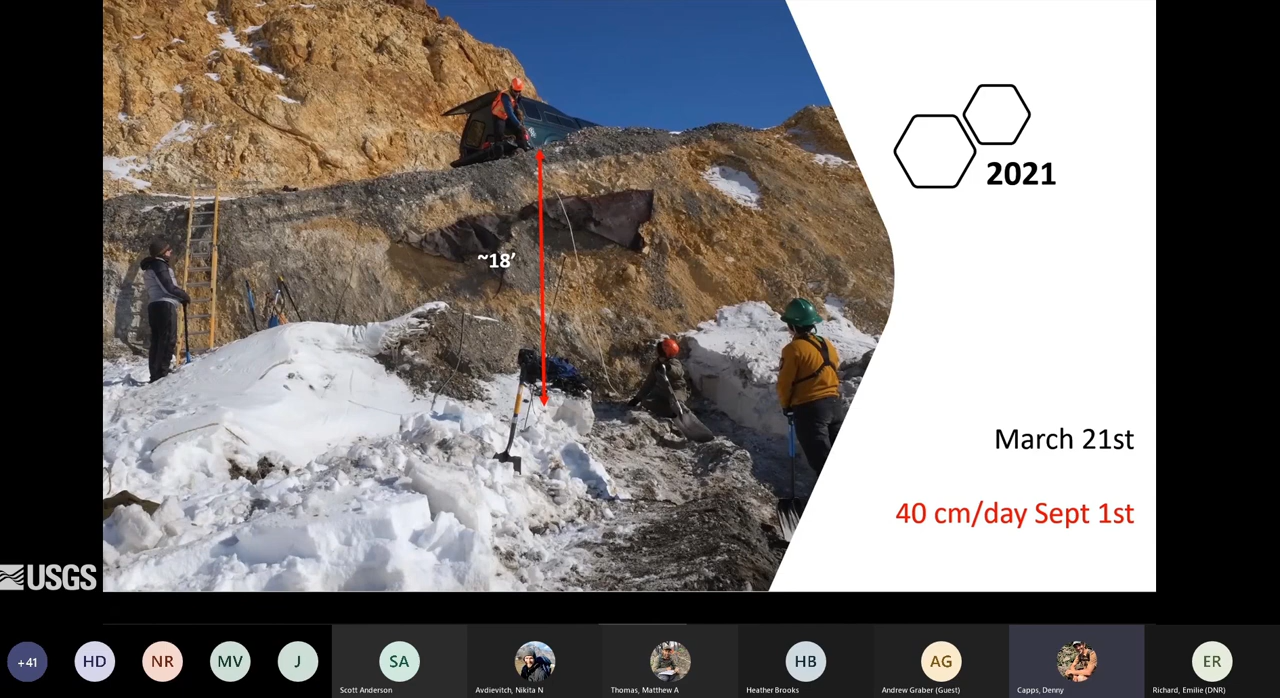 2021
~18’
March 21st
40 cm/day Sept 1st
USGS
+41
HD
NR
MV
J
SA
HB
AG
ER
Scott Anderson
Avdievitch, Nikita N
Thomas, Matthew A
Heather Brooks
Andrew Graber (Guest)
Capps, Denny
Richard, Emilie (DNR)